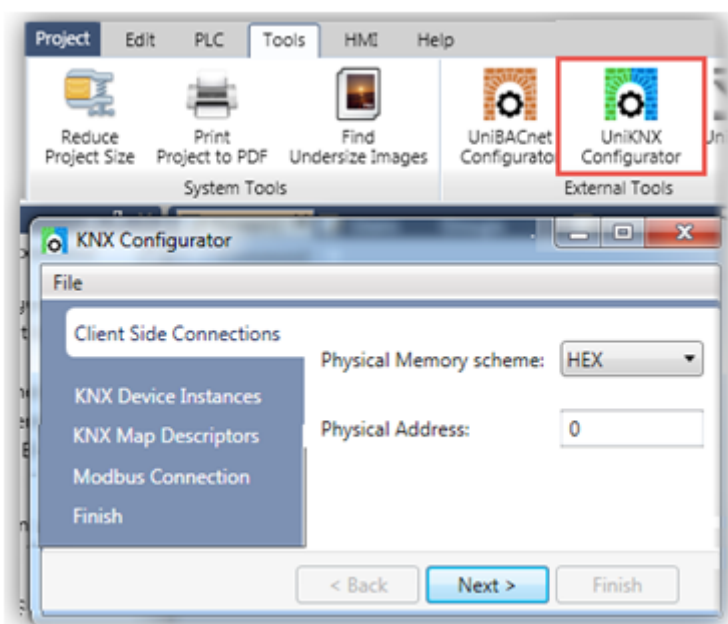 Project Edit PLC Tools HMI Help
Reduce Print Find UniBACnet UniKNX
Project Size Project to PDF Undersize Images Configurator Configurator
System Tools External Tools
KNX Configurator
File
Client Side Connections
Physical Memory scheme: HEX
KNX Device Instances
KNX Map Descriptors Physical Address: 0
Modbus Connection
Finish
< Back Next > Finish